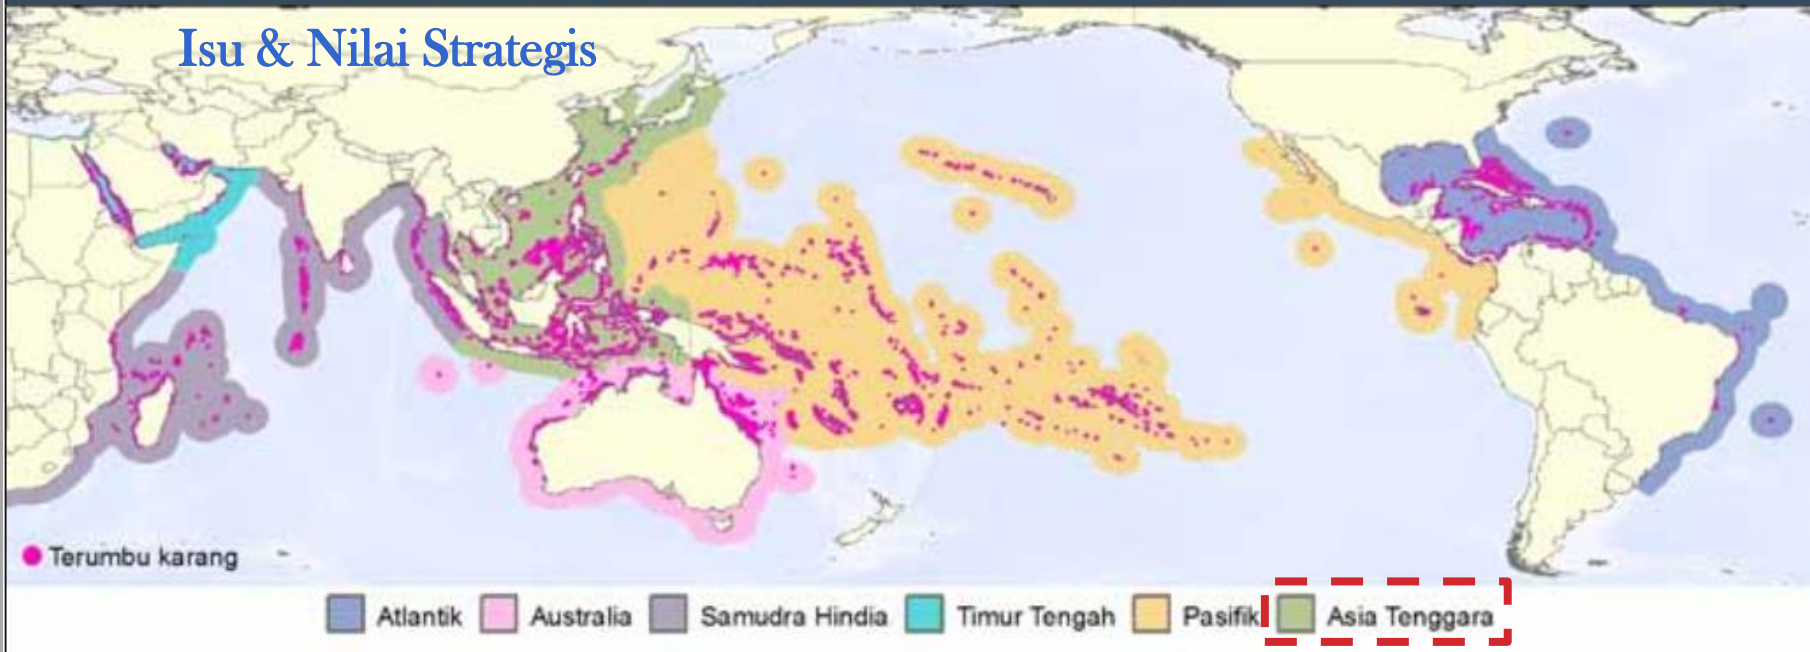 Isu & Nilai Strategis
Terumbu karang
Atlantik
Australia
Samudra Hindia
Timur Tengah
Pasifik
Asia Tenggara